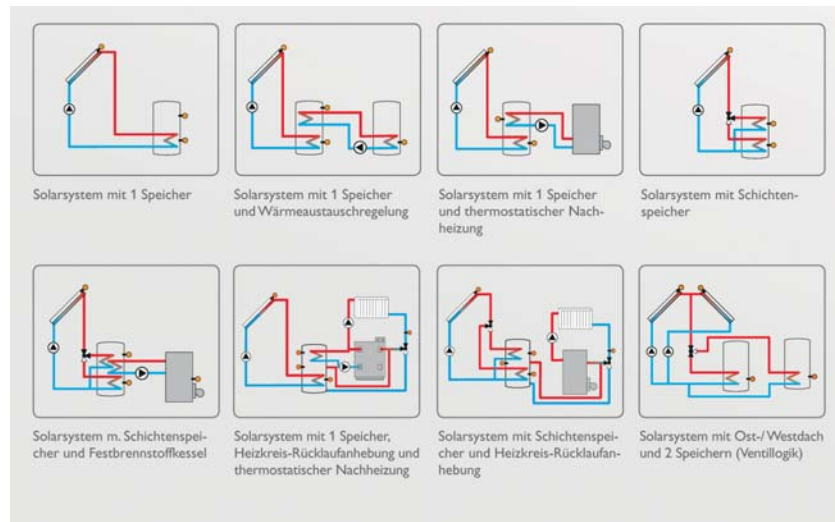 Solarsystem mit 1 Speicher
Solarsystem mit 1 Speicher
und Wärmeaustauschregelung
Solarsystem mit 1 Speicher
und thermostatischer Nach-
heizung
Solarsystem mit Schichten-
speicher
Solarsystem m. Schichtenspei-
cher und Festbrennstoffkessel
Solarsystem mit 1 Speicher,
Heizkreis-Rücklaufanhebung und
thermostatischer Nachheizung
Solarsystem mit Schichtenspei-
cher und Heizkreis-Rücklaufan-
hebung
Solarsystem mit Ost-/ Westdach
und 2 Speichern (Ventillogik)